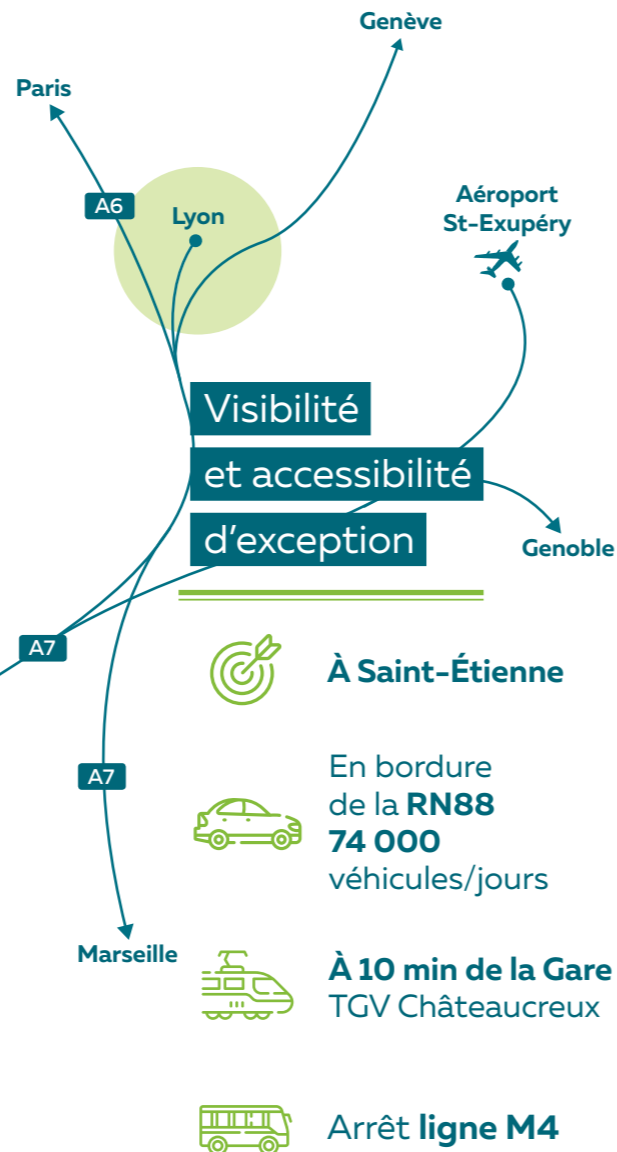 Genève
Paris
A6
Lyon
Aéroport
St-Exupéry
Visibilité
et accessibilité
d'exception
Genoble
A7
À Saint-Étienne
A7
En bordure
de la RN88
74 000
véhicules/jours
Marseille
À 10 min de la Gare
TGV Châteaucreux
Arrêt ligne M4